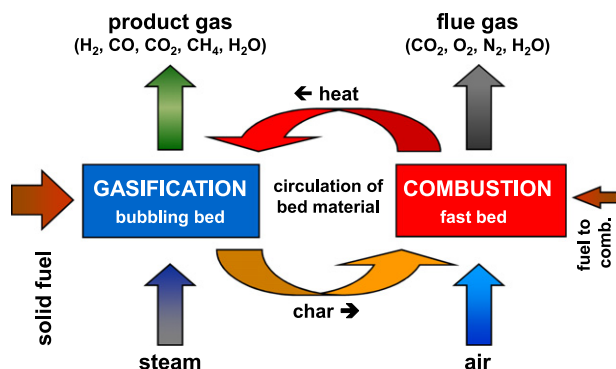 product gas
(H₂, CO, CO₂, CH₄, H₂O)
flue gas
(CO₂, O₂, N₂, H₂O)
← heat
GASIFICATION
bubbling bed
circulation of
bed material
COMBUSTION
fast bed
solid fuel
fuel to
comb.
char →
steam
air